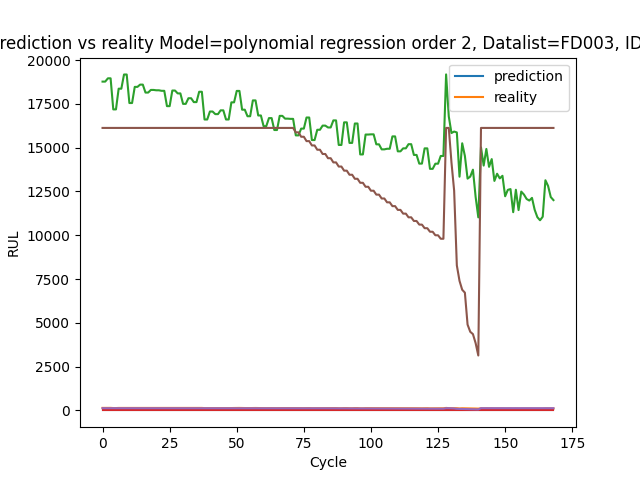 rediction vs reality Model=polynomial regression order 2, Datalist=FD003, ID
20000
17500
15000
12500
10000
7500
5000
2500
0
RUL
prediction
reality
0 25 50 75 100 125 150 175
Cycle